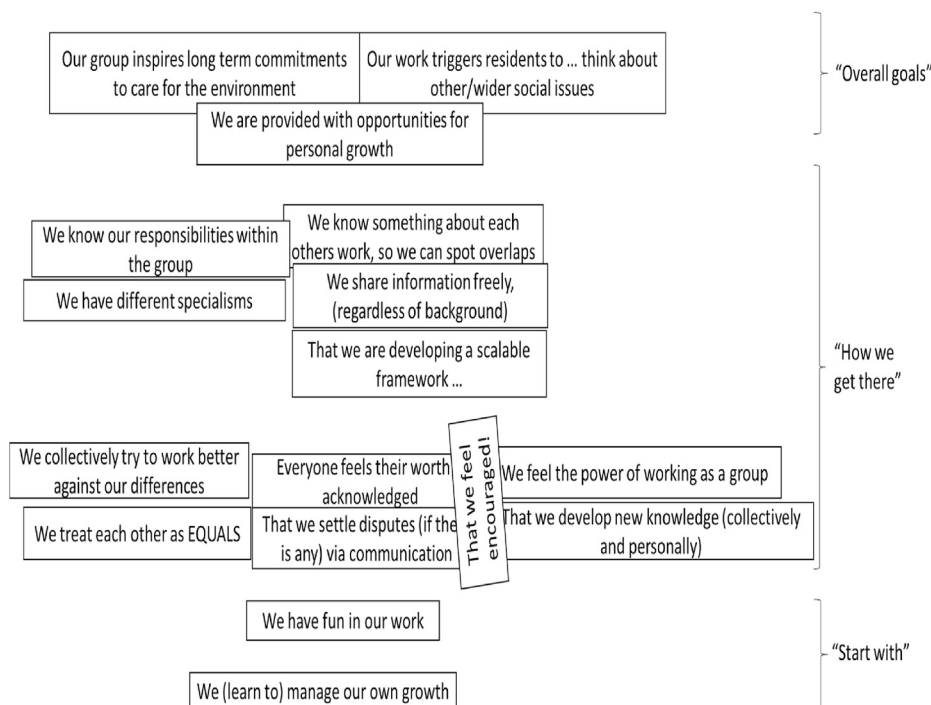 Our group inspires long term commitments
to care for the environment
Our work triggers residents to ... think about
other/wider social issues
We are provided with opportunities for
personal growth
"Overall goals"
We know our responsibilities within
the group
We know something about each
others work, so we can spot overlaps
We have different specialisms
We share information freely,
(regardless of background)
That we are developing a scalable
framework ...
"How we
get there"
We collectively try to work better
against our differences
Everyone feels their worth
acknowledged
That we feel
encouraged!
We feel the power of working as a group
We treat each other as EQUALS
That we settle disputes (if the
is any) via communication
That we develop new knowledge (collectively
and personally)
We have fun in our work
"Start with"
We (learn to) manage our own growth